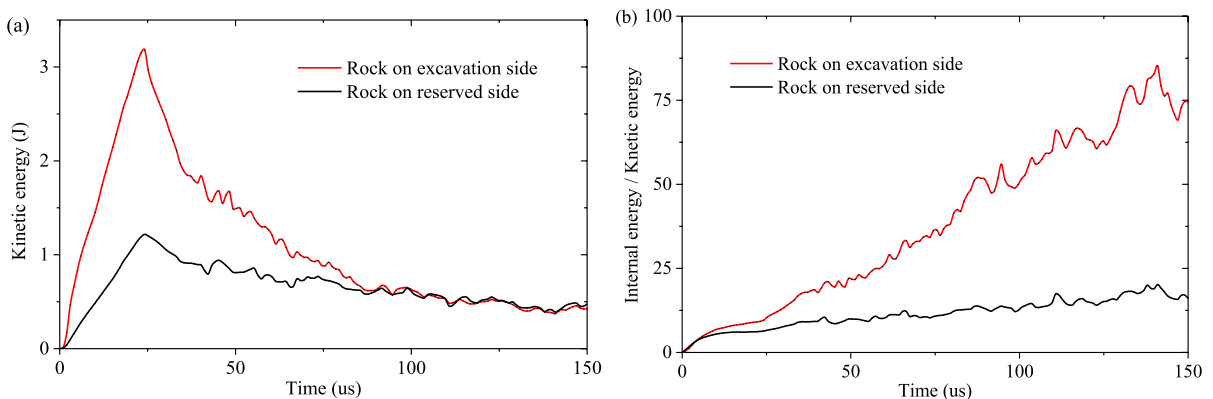 (a)
3
2
1
0
Kinetic energy (J)
Rock on excavation side
Rock on reserved side
0
50
100
150
Time (us)
(b)
100
75
50
25
0
Internal energy / Knetic energy
Rock on excavation side
Rock on reserved side
0
50
100
150
Time (us)